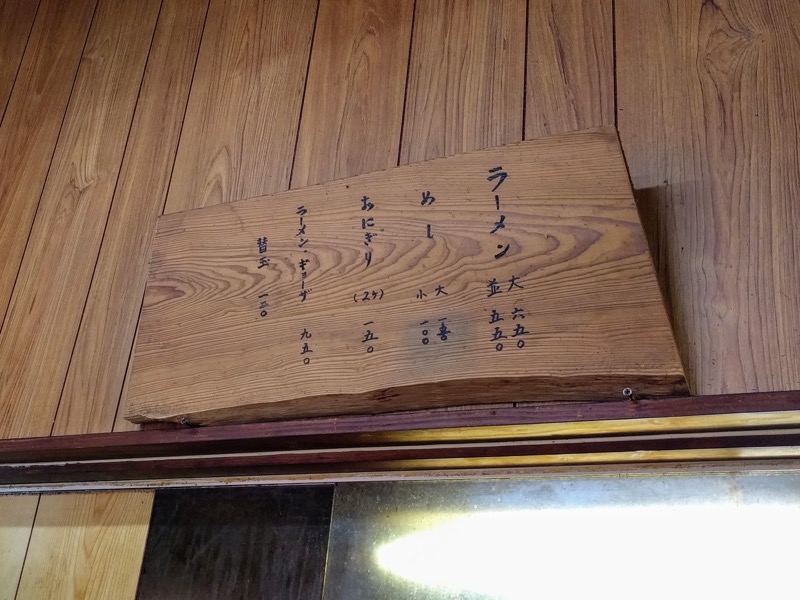 ラーメン 大 六五〇
並 五五〇
めし 大 一五〇
小 一〇〇
おにぎり (2ケ) 一五〇
ラーメン・ギョーザ 九五〇
替玉 一二〇